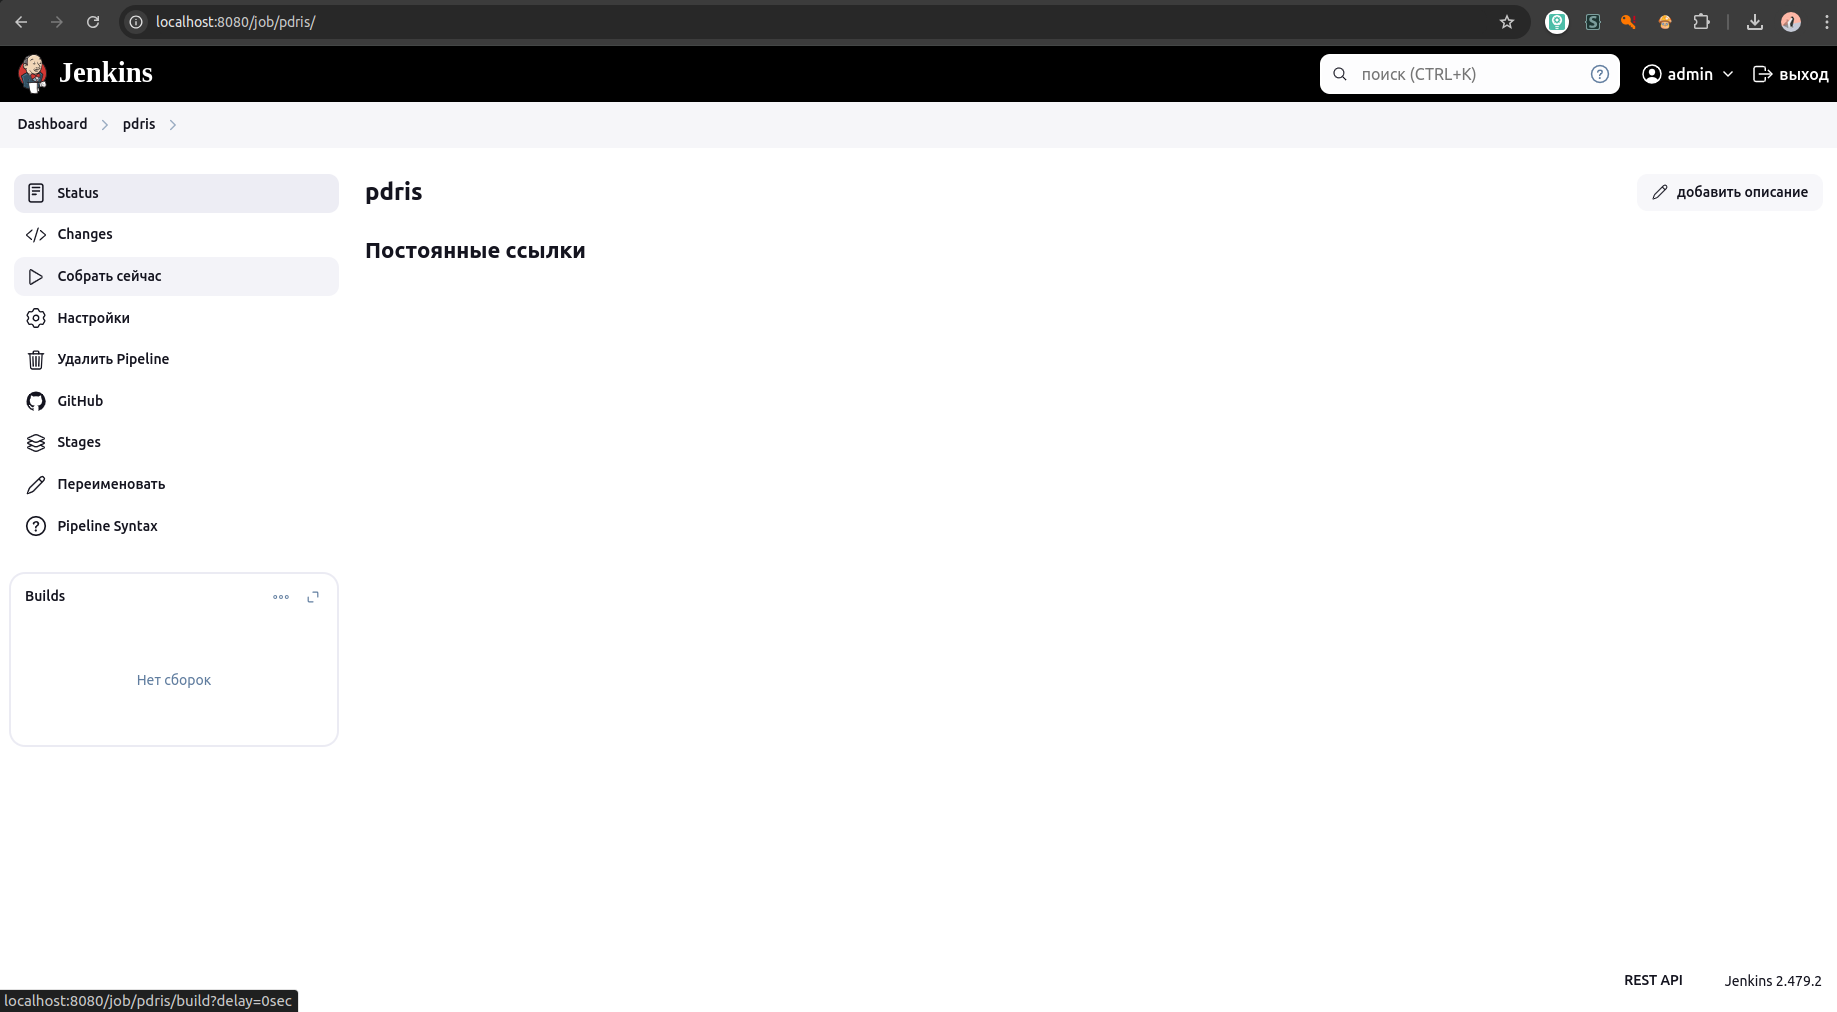 localhost:8080/job/pdris/
Jenkins
поиск (CTRL+K)
admin
выход
Dashboard
pdris
Status
Changes
Собрать сейчас
Настройки
Удалить Pipeline
GitHub
Stages
Переименовать
Pipeline Syntax
Builds
Нет сборок
pdris
добавить описание
Постоянные ссылки
REST API
Jenkins 2.479.2
localhost:8080/job/pdris/build?delay=0sec